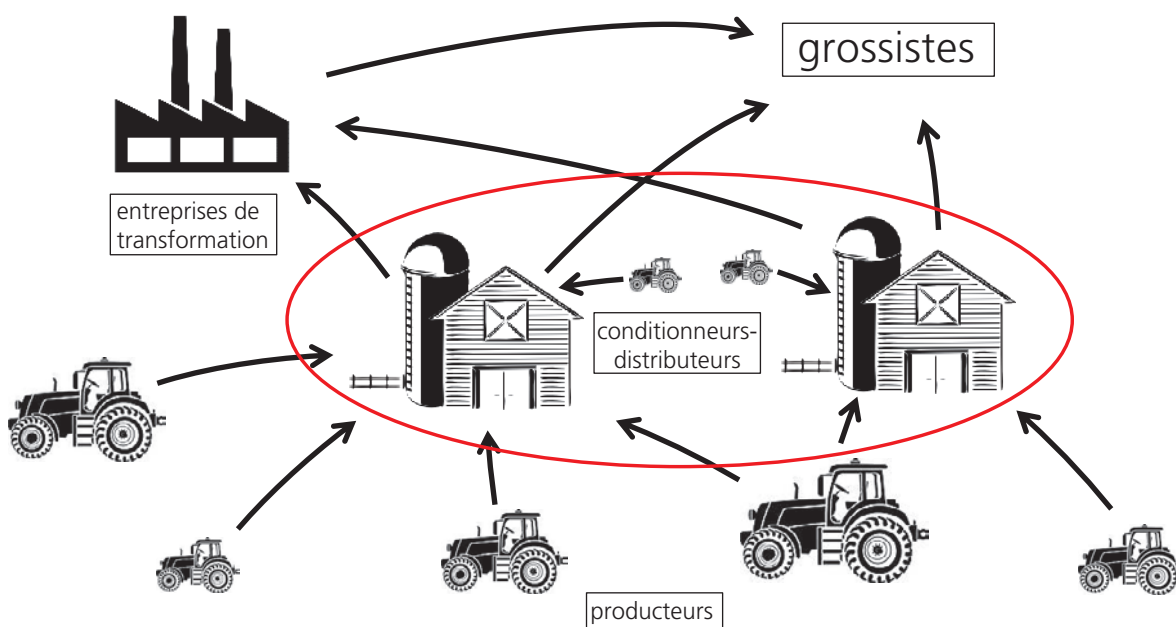 grossistes
entreprises de
transformation
conditionneurs-
distributeurs
producteurs